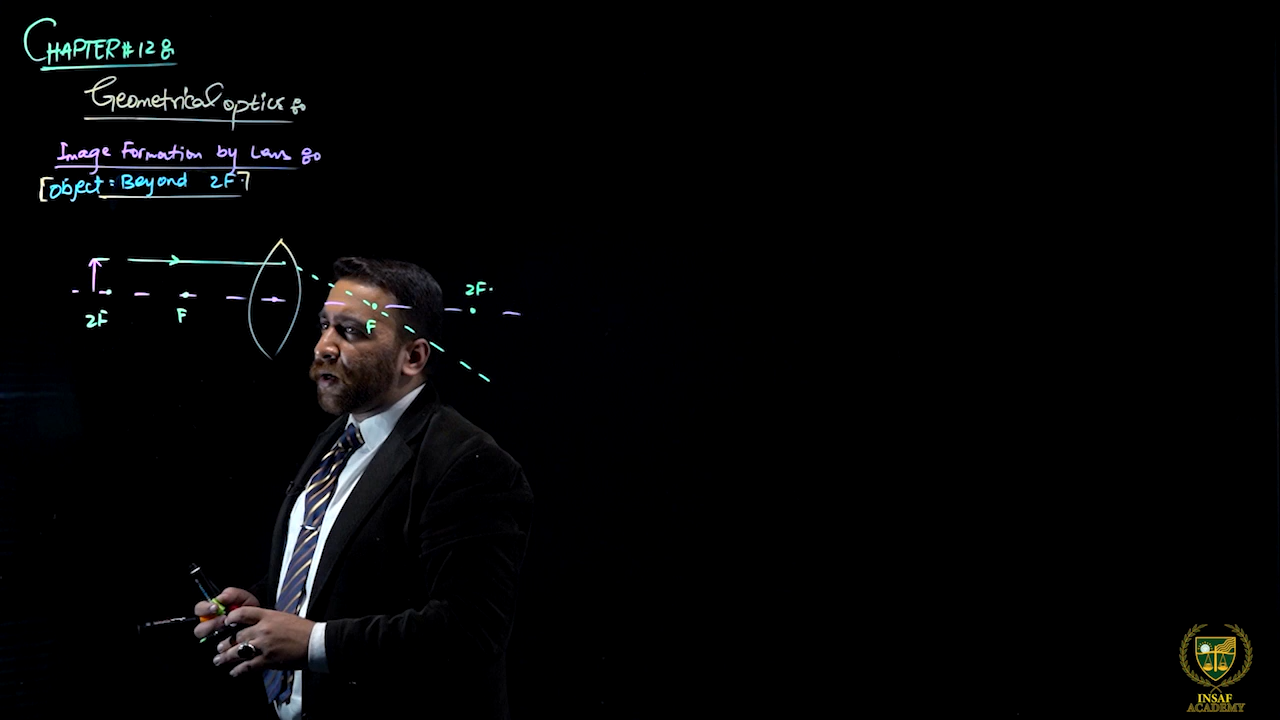 CHAPTER # 12 :
Geometrical optics :
Image Formation by Lens :
[object: Beyond 2F.]
2F
F
F
2F.
INSAF
ACADEMY